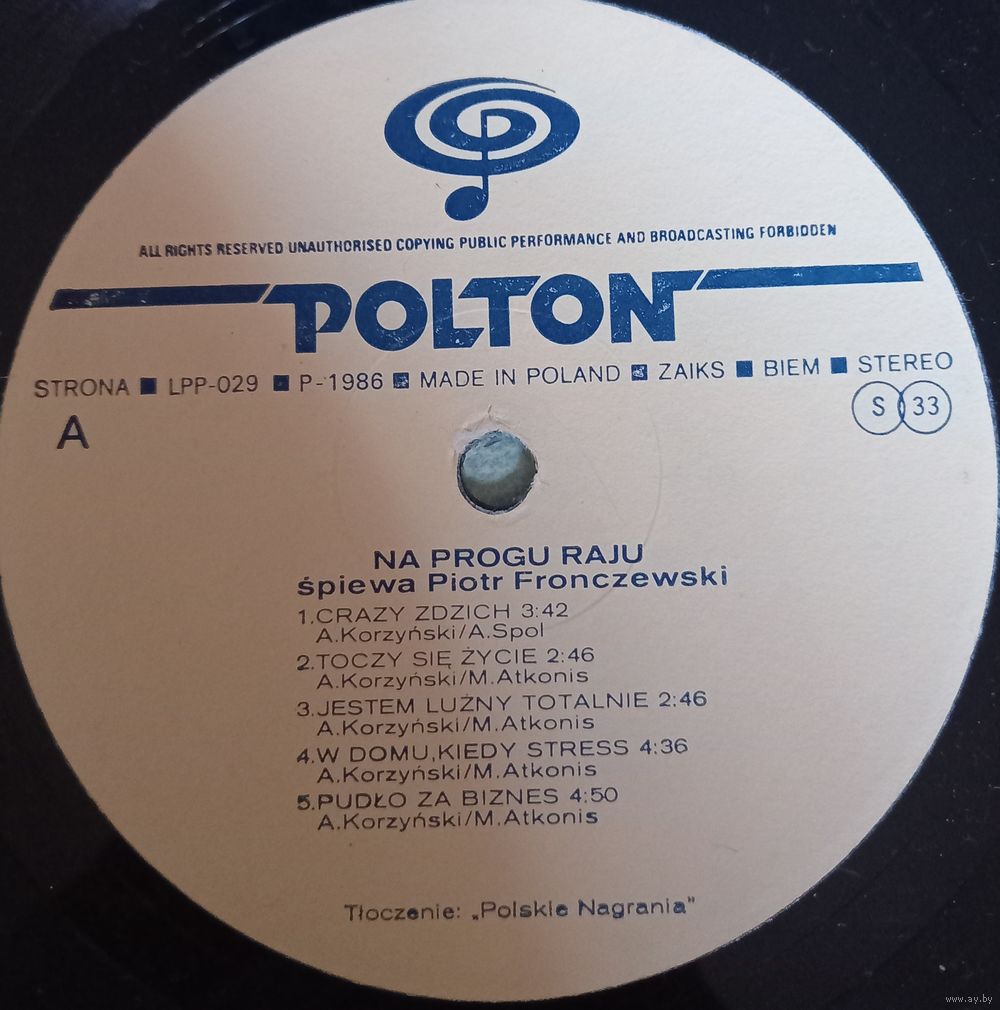 ALL RIGHTS RESERVED UNAUTHORISED COPYING PUBLIC PERFORMANCE AND BROADCASTING FORBIDDEN
POLTON
STRONA ■ LPP-029 ■ P-1986 ■ MADE IN POLAND ■ ZAIKS ■ BIEM ■ STEREO
A
S 33
NA PROGU RAJU
śpiewa Piotr Fronczewski
1.CRAZY ZDZICH 3:42
A.Korzyński/A.Spol
2.TOCZY SIĘ ŻYCIE 2:46
A.Korzyński/M.Atkonis
3.JESTEM LUŹNY TOTALNIE 2:46
A.Korzyński/M.Atkonis
4.W DOMU,KIEDY STRESS 4:36
A.Korzyński/M.Atkonis
5.PUDŁO ZA BIZNES 4:50
A.Korzyński/M.Atkonis
Tłoczenie: „Polskie Nagrania"
www.ay.by